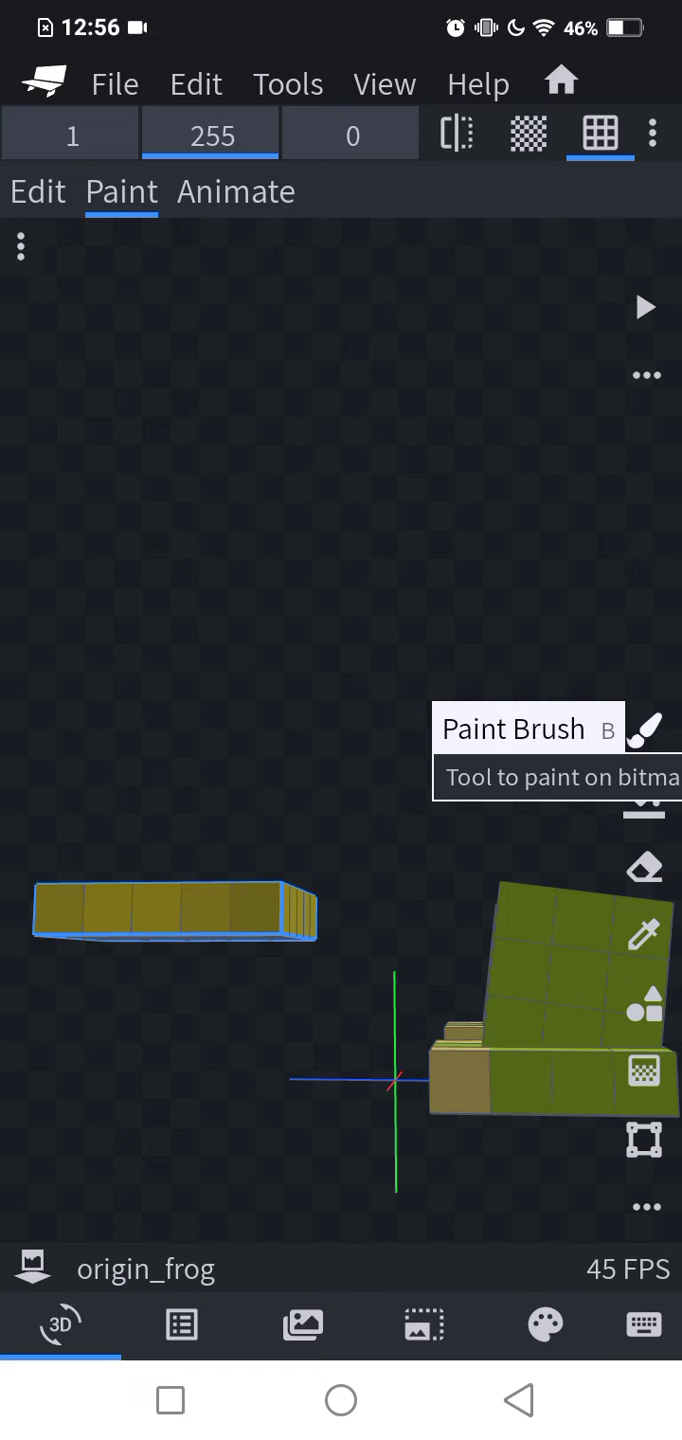 12:56
46%
File Edit Tools View Help
1 255 0
Edit Paint Animate
Paint Brush B
Tool to paint on bitma
origin_frog 45 FPS
3D